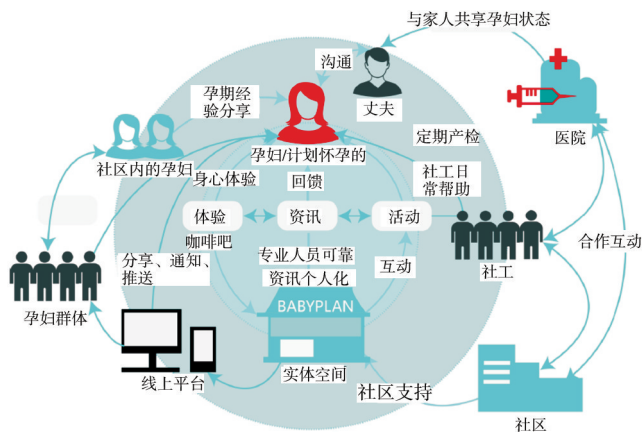 与家人共享孕妇状态
沟通
丈夫
孕期经
验分享
医院
定期产检
社区内的孕妇
孕妇/计划怀孕的
身心体验
回馈
社工日
常帮助
体验
资讯
活动
咖啡吧
社工
合作互动
分享、通知、
推送
专业人员可靠
资讯个人化
互动
BABYPLAN
孕妇群体
线上平台
实体空间
社区支持
社区